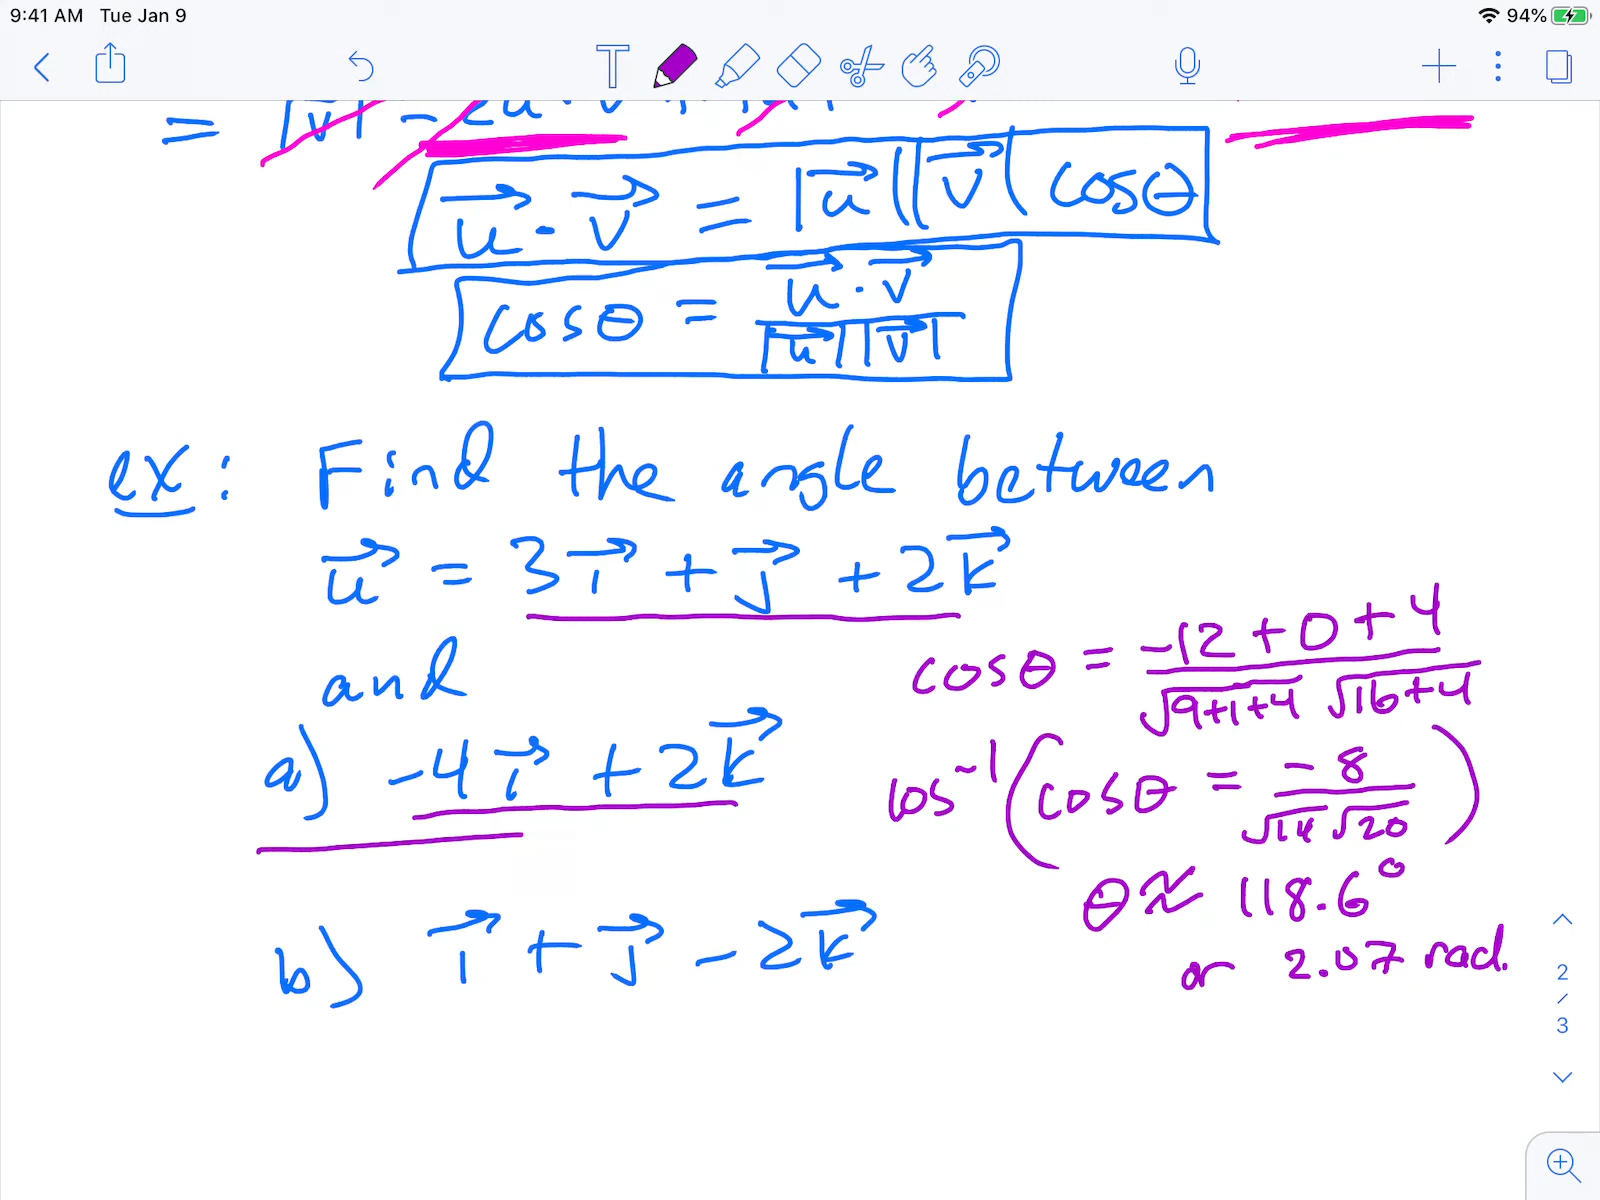 9:41 AM Tue Jan 9 94%
T
= |v⃗|² - 2u⃗·v⃗
u⃗ · v⃗ = |u⃗||v⃗| cosθ
cosθ = u⃗ · v⃗ / |u⃗||v⃗|
ex: Find the angle between
u⃗ = 3i⃗ + j⃗ + 2k⃗
and
a) -4i⃗ + 2k⃗
b) i⃗ + j⃗ - 2k⃗
cosθ = -12 + 0 + 4 / √9+1+4 √16+4
cos⁻¹(cosθ = -8 / √14 √20)
θ ≈ 118.6°
or 2.07 rad.
2
/
3